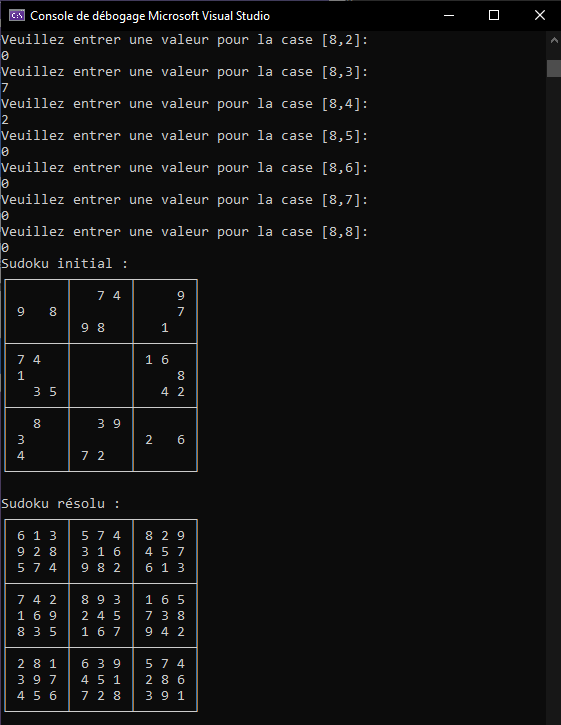 Console de débogage Microsoft Visual Studio
Veuillez entrer une valeur pour la case [8,2]:
0
Veuillez entrer une valeur pour la case [8,3]:
7
Veuillez entrer une valeur pour la case [8,4]:
2
Veuillez entrer une valeur pour la case [8,5]:
0
Veuillez entrer une valeur pour la case [8,6]:
0
Veuillez entrer une valeur pour la case [8,7]:
0
Veuillez entrer une valeur pour la case [8,8]:
0
Sudoku initial :
7 4 9
9 8 7
9 8 1
7 4 1 6
1 8
3 5 4 2
8 3 9
3 2 6
4 7 2
Sudoku résolu :
6 1 3 5 7 4 8 2 9
9 2 8 3 1 6 4 5 7
5 7 4 9 8 2 6 1 3
7 4 2 8 9 3 1 6 5
1 6 9 2 4 5 7 3 8
8 3 5 1 6 7 9 4 2
2 8 1 6 3 9 5 7 4
3 9 7 4 5 1 2 8 6
4 5 6 7 2 8 3 9 1